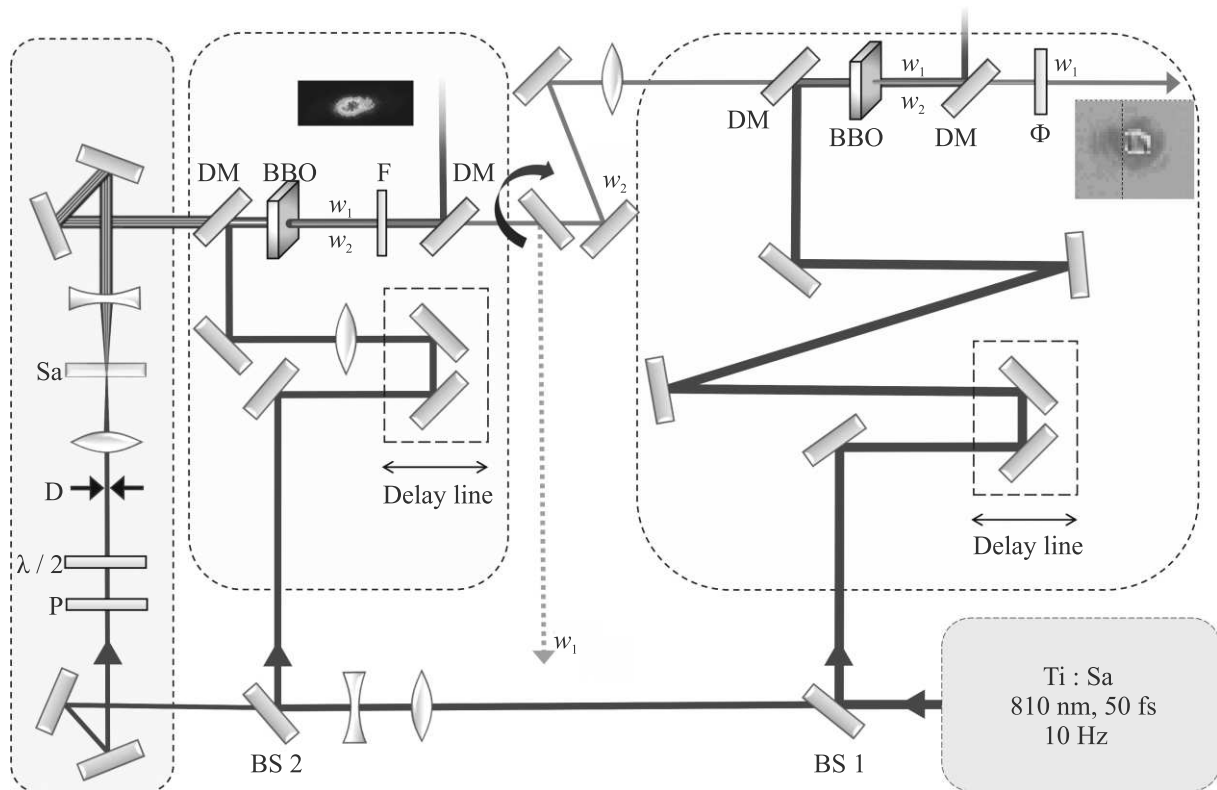 w₁
w₂
w₁
DM
BBO
DM
Φ
DM
BBO
F
DM
w₁
w₂
w₂
Sa
D
Delay line
Delay line
λ / 2
P
w₁
Ti : Sa
810 nm, 50 fs
10 Hz
BS 2
BS 1